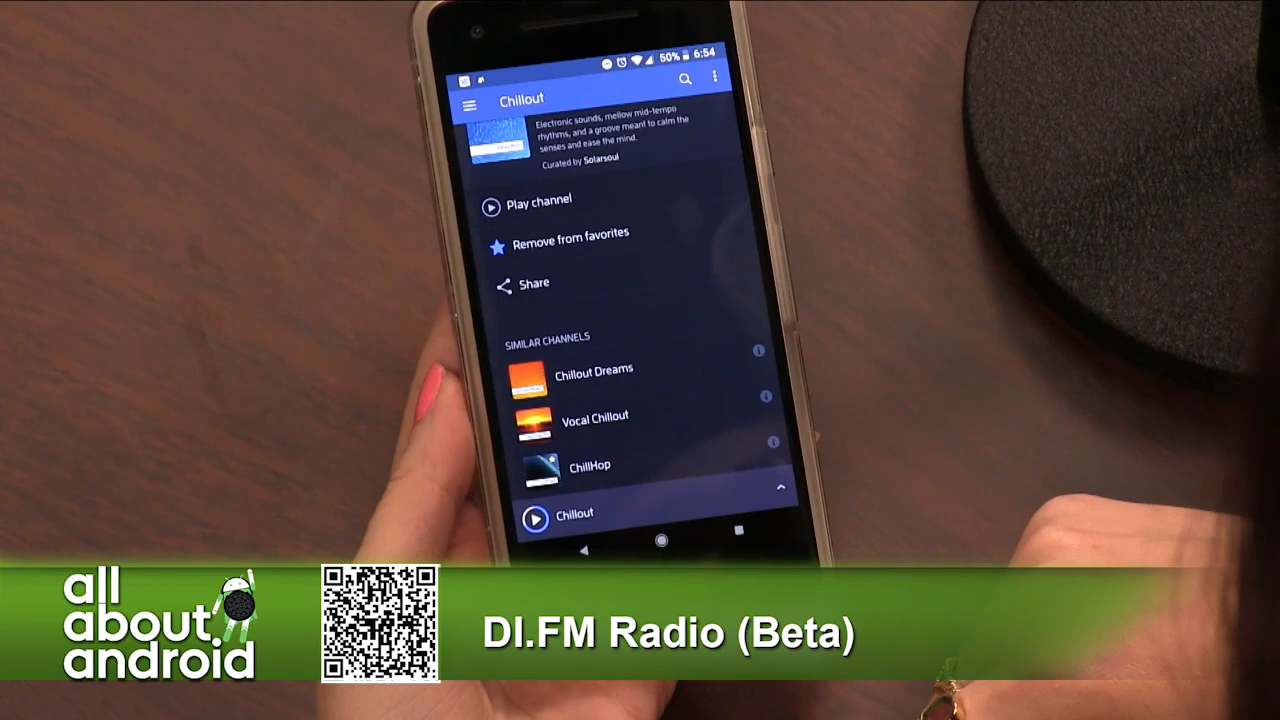 50% 6:54
Chillout
Electronic sounds, mellow mid-tempo
rhythms, and a groove meant to calm the
senses and ease the mind.
Curated by Solarsoul
Play channel
Remove from favorites
Share
SIMILAR CHANNELS
Chillout Dreams
Vocal Chillout
ChillHop
Chillout
all
about
android
DI.FM Radio (Beta)